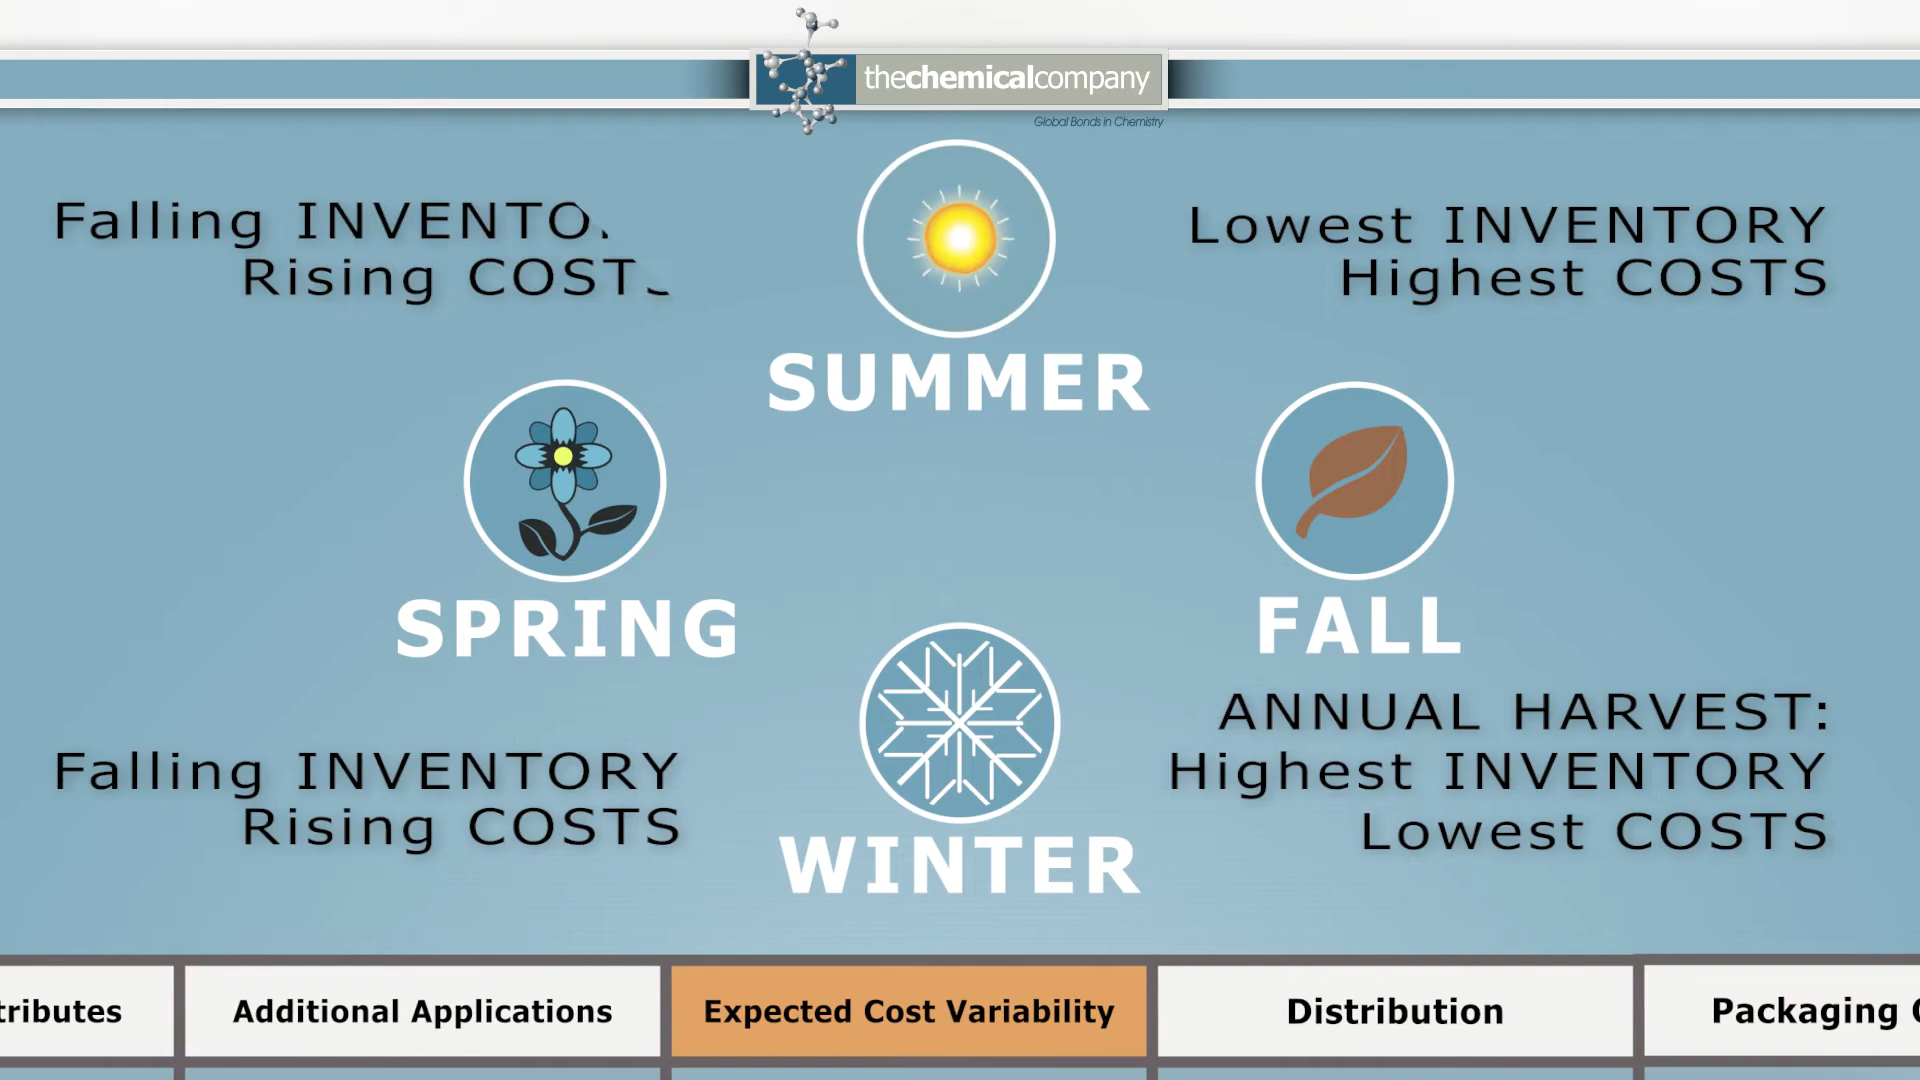 thechemicalcompany
Global Bonds in Chemistry
Falling
Rising
Lowest INVENTORY
Highest COSTS
SUMMER
SPRING
FALL
Falling INVENTORY
Rising COSTS
ANNUAL HARVEST:
Highest INVENTORY
Lowest COSTS
WINTER
Additional Applications
Expected Cost Variability
Distribution
Packaging